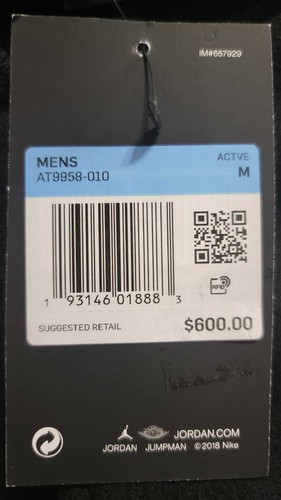 IM#657929
MENS ACTVE
AT9958-010 M
1 93146 01888 3
RFID
SUGGESTED RETAIL $600.00
JORDAN.COM
JORDAN JUMPMAN ©2018 Nike